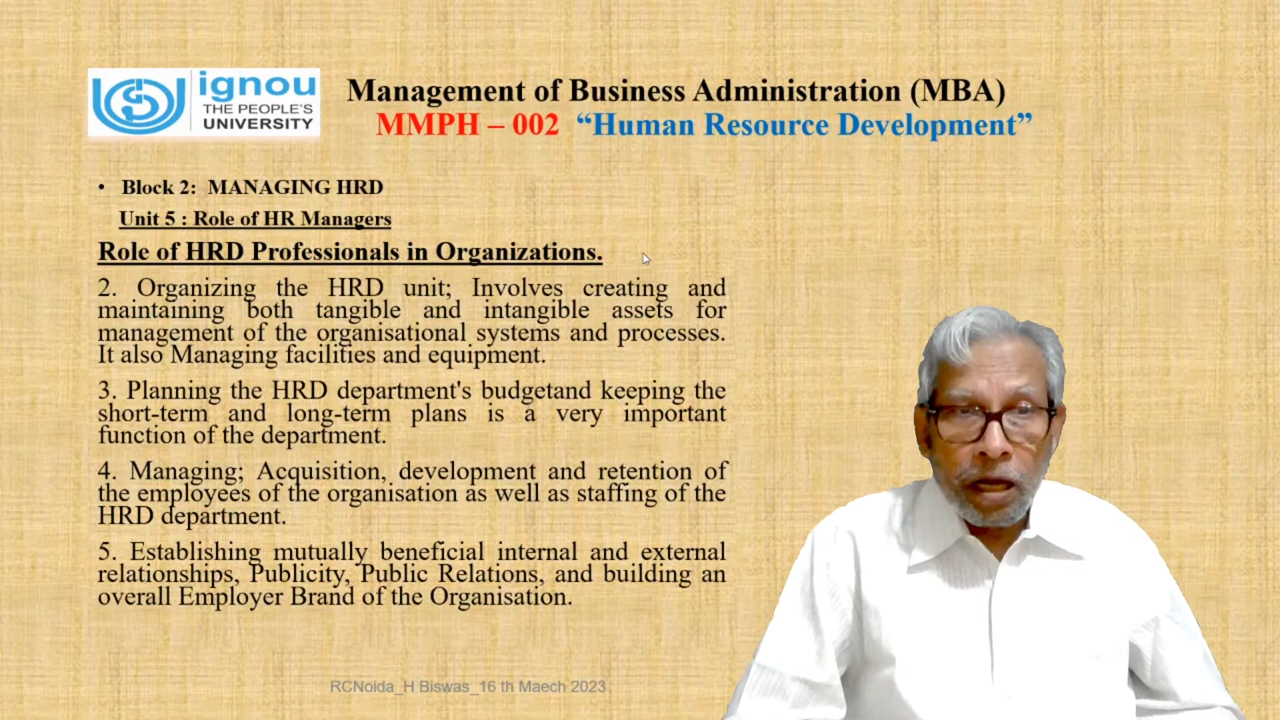 ignou
THE PEOPLE'S
UNIVERSITY
Management of Business Administration (MBA)
MMPH – 002 “Human Resource Development”
• Block 2: MANAGING HRD
Unit 5 : Role of HR Managers
Role of HRD Professionals in Organizations.
2. Organizing the HRD unit; Involves creating and
maintaining both tangible and intangible assets for
management of the organisational systems and processes.
It also Managing facilities and equipment.
3. Planning the HRD department's budgetand keeping the
short-term and long-term plans is a very important
function of the department.
4. Managing; Acquisition, development and retention of
the employees of the organisation as well as staffing of the
HRD department.
5. Establishing mutually beneficial internal and external
relationships, Publicity, Public Relations, and building an
overall Employer Brand of the Organisation.
RCNoida_H Biswas_16 th Maech 2023